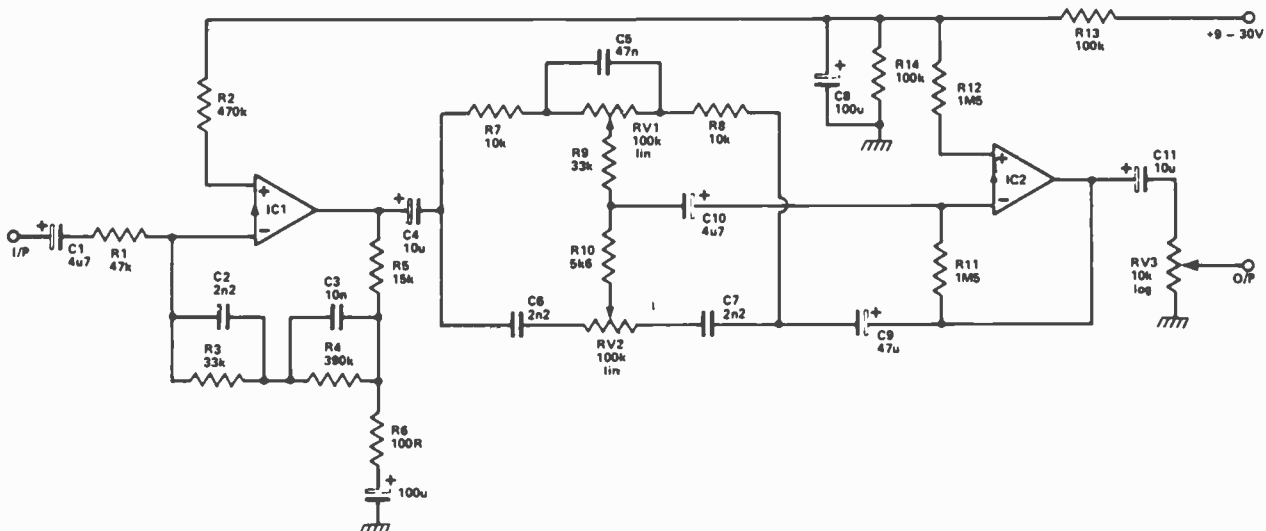 C5
47n
R13
100k
+9 – 30V
R2
470k
R7
10k
RV1
100k
lin
R8
10k
C8
100u
R14
100k
R12
1M5
R9
33k
+
IC1
–
+
IC2
–
+
C11
10u
I/P
+
C1
4u7
R1
47k
+
C4
10u
R5
15k
C10
4u7
+
R10
5k6
R11
1M5
RV3
10k
log
O/P
C2
2n2
C3
10n
C6
2n2
RV2
100k
lin
C7
2n2
C9
47u
+
R3
33k
R4
390k
R6
100R
+
100u
+